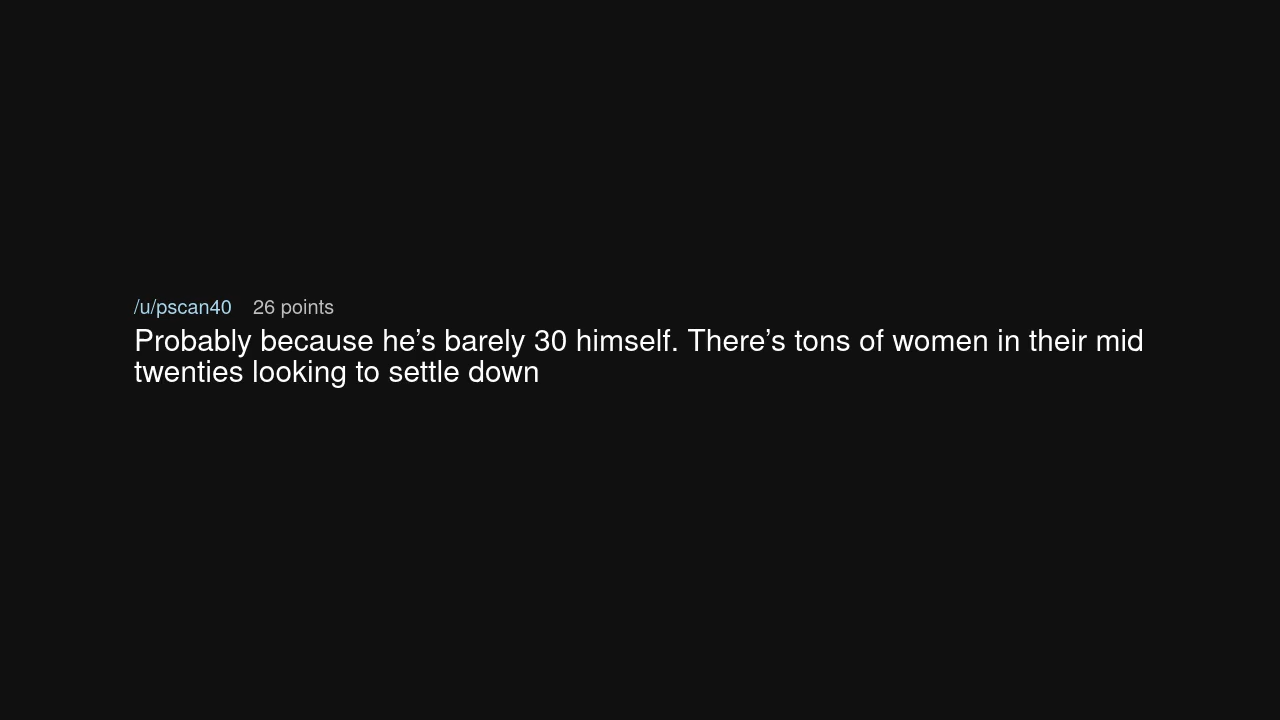 /u/pscan40 26 points
Probably because he’s barely 30 himself. There’s tons of women in their mid
twenties looking to settle down